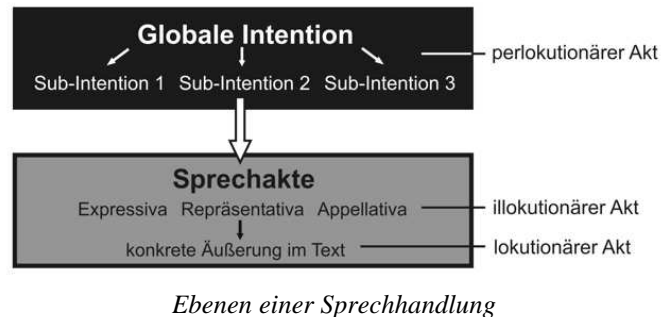 Globale Intention
perlokutionärer Akt
Sub-Intention 1 Sub-Intention 2 Sub-Intention 3
Sprechakte
Expressiva Repräsentativa Appellativa
illokutionärer Akt
konkrete Äußerung im Text
lokutionärer Akt
Ebenen einer Sprechhandlung